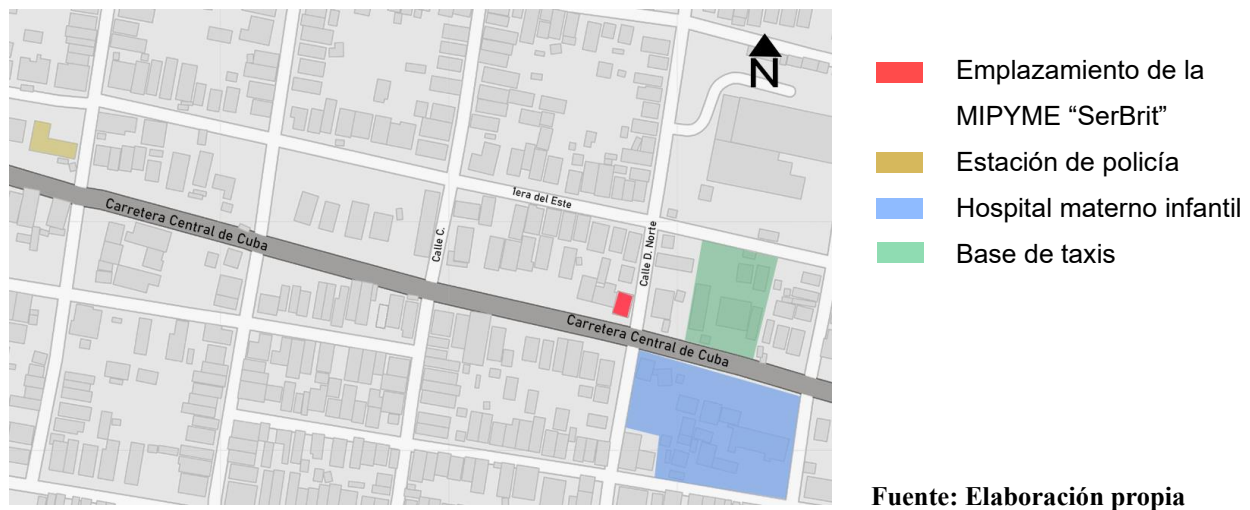 N
1era del Este
Carretera Central de Cuba
Calle C.
Calle D. Norte
Carretera Central de Cuba
Emplazamiento de la
MIPYME “SerBrit”
Estación de policía
Hospital materno infantil
Base de taxis
Fuente: Elaboración propia